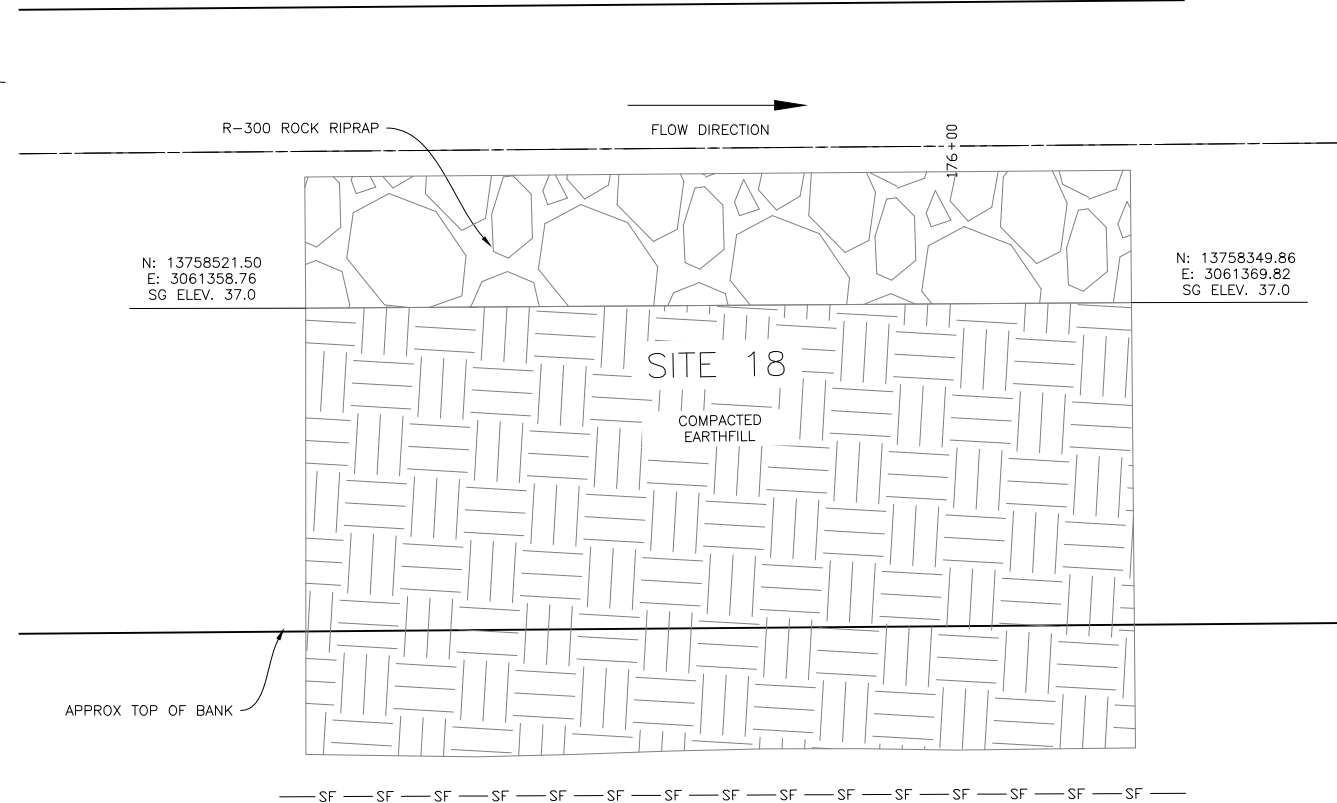 FLOW DIRECTION
R-300 ROCK RIPRAP
176+00
N: 13758521.50
E: 3061358.76
SG ELEV. 37.0
N: 13758349.86
E: 3061369.82
SG ELEV. 37.0
SITE 18
COMPACTED
EARTHFILL
APPROX TOP OF BANK
SF SF SF SF SF SF SF SF SF SF SF SF SF SF SF